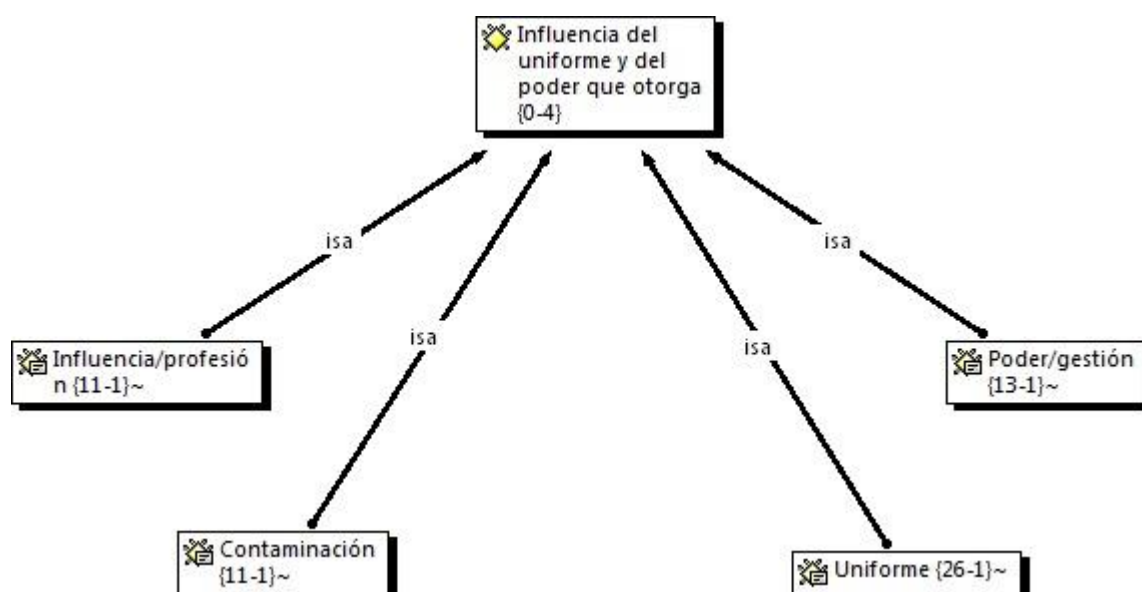 Influencia del
uniforme y del
poder que otorga
{0-4}
isa
isa
isa
isa
Influencia/profesió
n {11-1}~
Poder/gestión
{13-1}~
Contaminación
{11-1}~
Uniforme {26-1}~